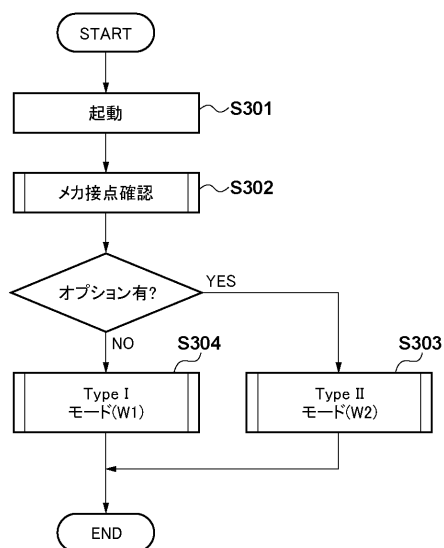 START
起動
S301
メカ接点確認
S302
オプション有?
YES
NO
S304
S303
Type I
モード(W1)
Type II
モード(W2)
END